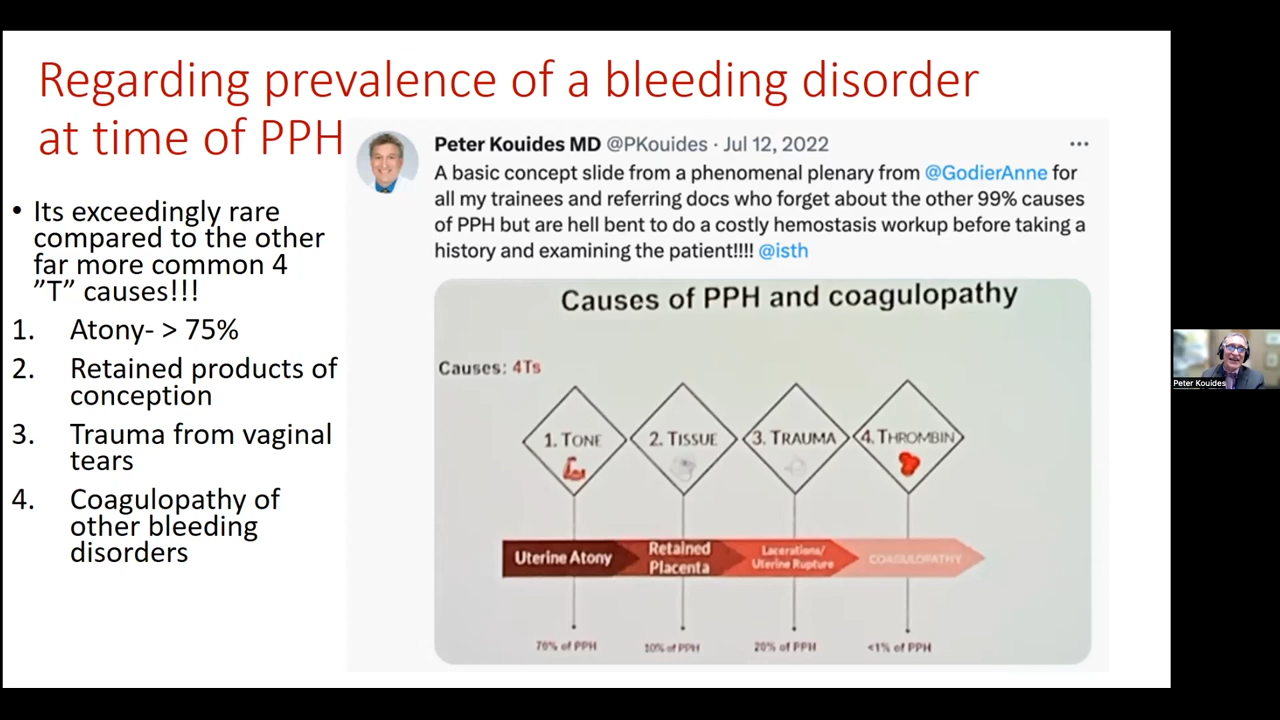 Regarding prevalence of a bleeding disorder
at time of PPH
• Its exceedingly rare
compared to the other
far more common 4
”T” causes!!!
1. Atony- > 75%
2. Retained products of
conception
3. Trauma from vaginal
tears
4. Coagulopathy of
other bleeding
disorders
Peter Kouides MD @PKouides · Jul 12, 2022
A basic concept slide from a phenomenal plenary from @GodierAnne for
all my trainees and referring docs who forget about the other 99% causes
of PPH but are hell bent to do a costly hemostasis workup before taking a
history and examining the patient!!!! @isth
Causes of PPH and coagulopathy
Causes: 4Ts
1. TONE
2. TISSUE
3. TRAUMA
4. THROMBIN
Uterine Atony
Retained
Placenta
Lacerations/
Uterine Rupture
COAGULOPATHY
70% of PPH
10% of PPH
20% of PPH
<1% of PPH
Peter Kouides